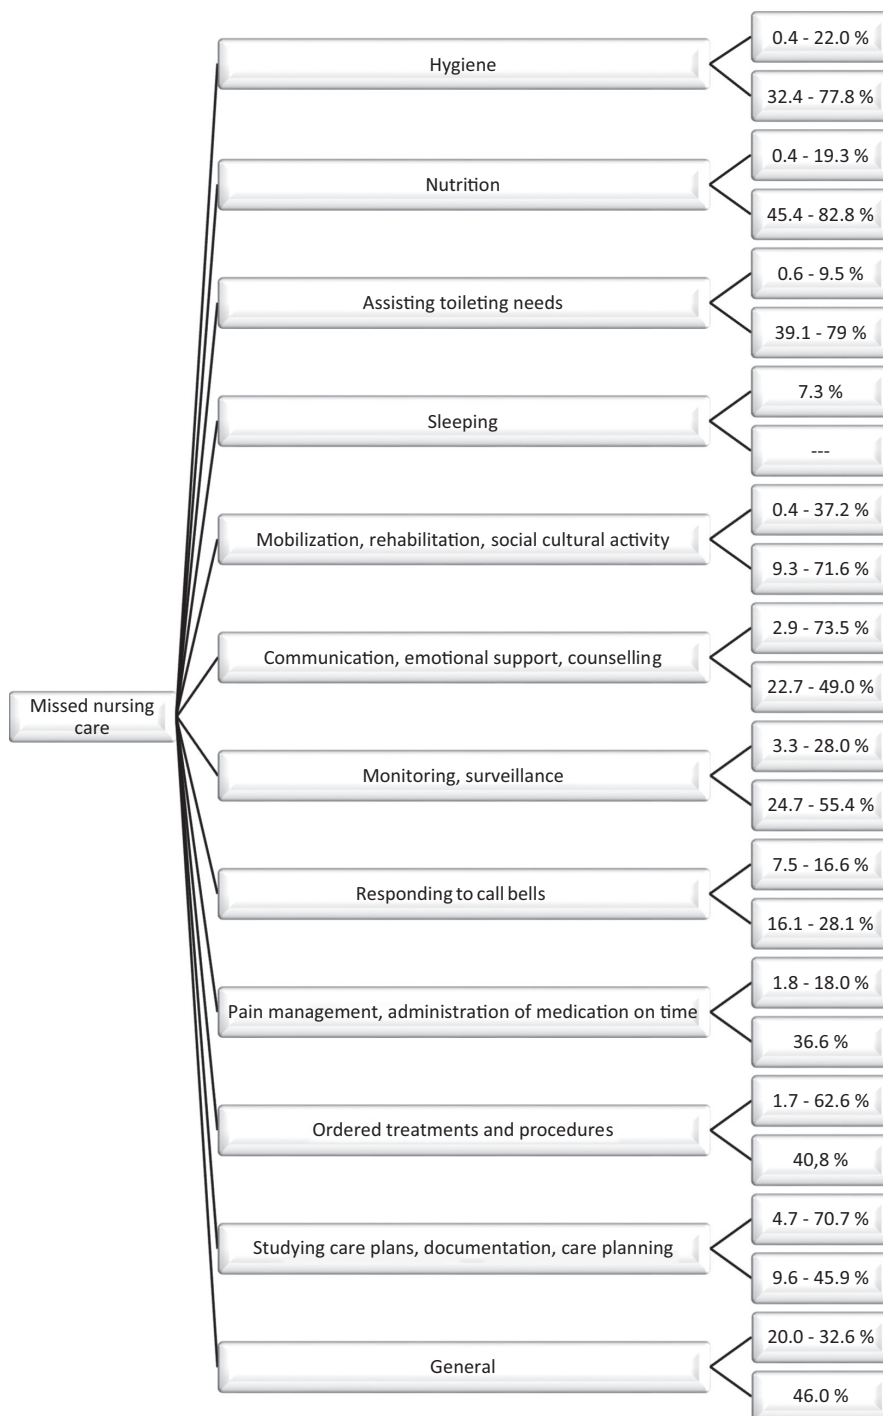 Missed nursing
care
Hygiene
0.4 - 22.0 %
32.4 - 77.8 %
Nutrition
0.4 - 19.3 %
45.4 - 82.8 %
Assisting toileting needs
0.6 - 9.5 %
39.1 - 79 %
Sleeping
7.3 %
---
Mobilization, rehabilitation, social cultural activity
0.4 - 37.2 %
9.3 - 71.6 %
Communication, emotional support, counselling
2.9 - 73.5 %
22.7 - 49.0 %
Monitoring, surveillance
3.3 - 28.0 %
24.7 - 55.4 %
Responding to call bells
7.5 - 16.6 %
16.1 - 28.1 %
Pain management, administration of medication on time
1.8 - 18.0 %
36.6 %
Ordered treatments and procedures
1.7 - 62.6 %
40,8 %
Studying care plans, documentation, care planning
4.7 - 70.7 %
9.6 - 45.9 %
General
20.0 - 32.6 %
46.0 %